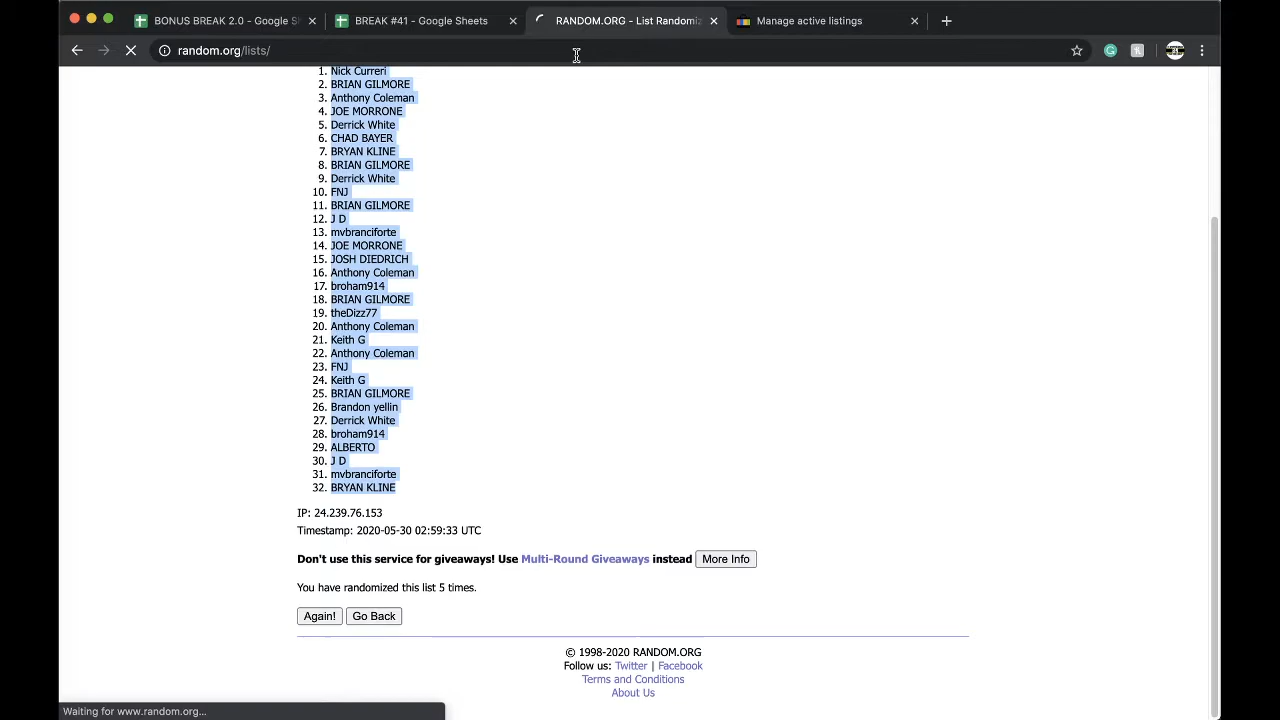 BONUS BREAK 2.0 - Google Sh
BREAK #41 - Google Sheets
RANDOM.ORG - List Randomiz
Manage active listings
random.org/lists/
1. Nick Curreri
2. BRIAN GILMORE
3. Anthony Coleman
4. JOE MORRONE
5. Derrick White
6. CHAD BAYER
7. BRYAN KLINE
8. BRIAN GILMORE
9. Derrick White
10. FNJ
11. BRIAN GILMORE
12. J D
13. mvbranciforte
14. JOE MORRONE
15. JOSH DIEDRICH
16. Anthony Coleman
17. broham914
18. BRIAN GILMORE
19. theDizz77
20. Anthony Coleman
21. Keith G
22. Anthony Coleman
23. FNJ
24. Keith G
25. BRIAN GILMORE
26. Brandon yellin
27. Derrick White
28. broham914
29. ALBERTO
30. J D
31. mvbranciforte
32. BRYAN KLINE
IP: 24.239.76.153
Timestamp: 2020-05-30 02:59:33 UTC
Don't use this service for giveaways! Use Multi-Round Giveaways instead More Info
You have randomized this list 5 times.
Again! Go Back
© 1998-2020 RANDOM.ORG
Follow us: Twitter | Facebook
Terms and Conditions
About Us
Waiting for www.random.org...